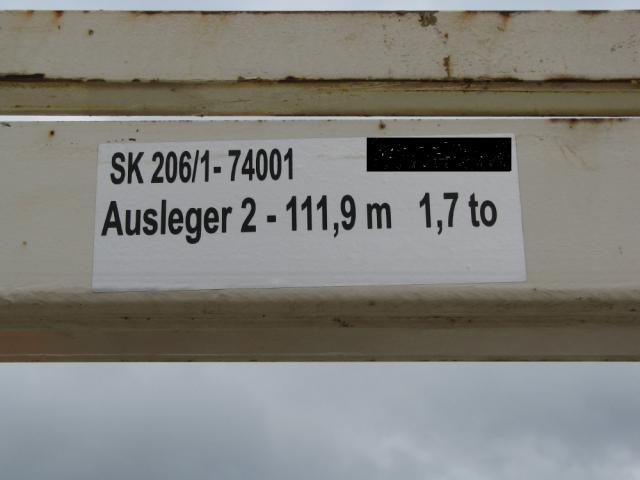 SK 206/1- 74001
Ausleger 2 - 111,9 m 1,7 to